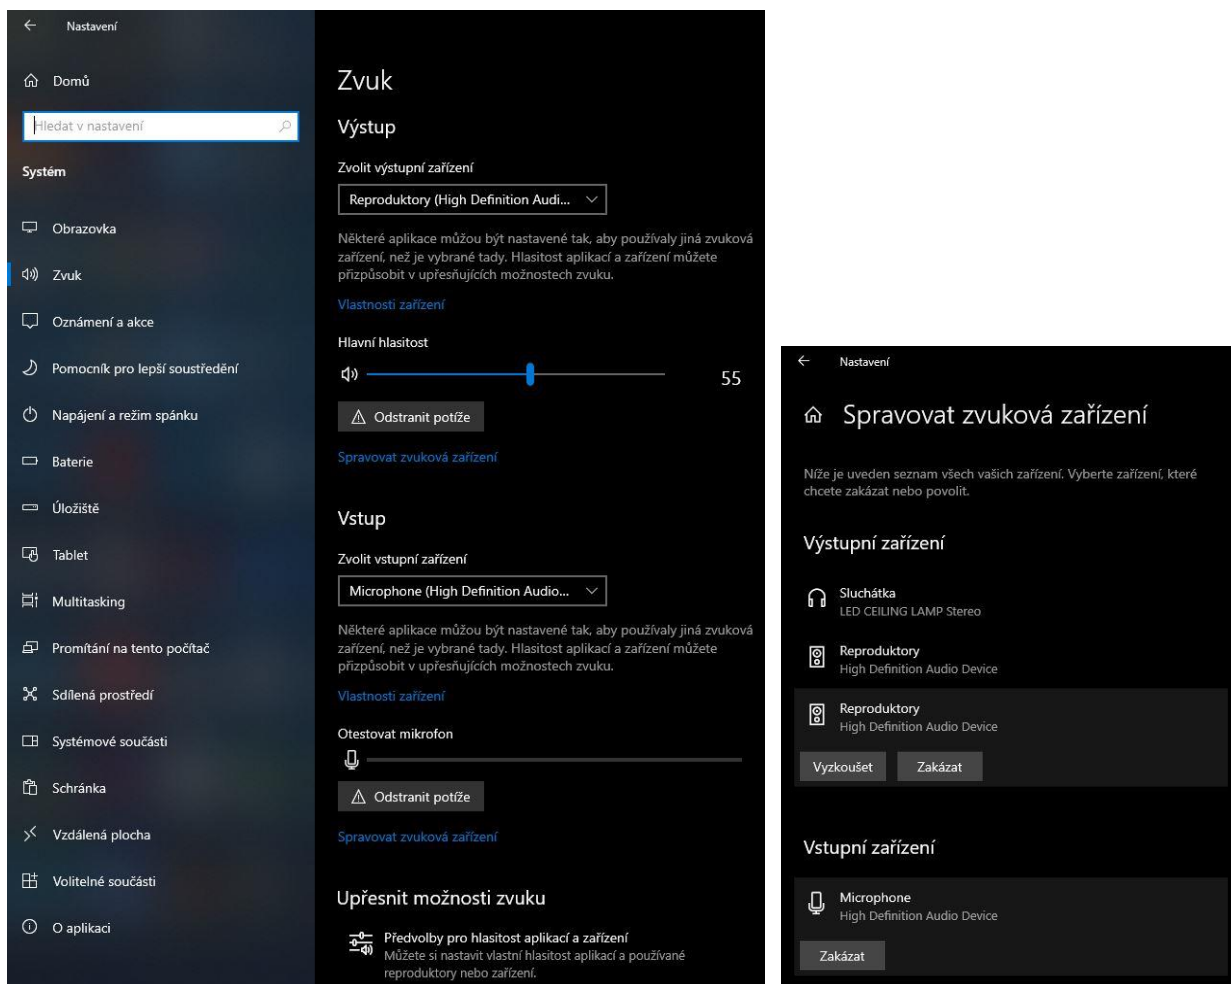 Nastavení
Domů
Hledat v nastavení
Systém
Obrazovka
Zvuk
Oznámení a akce
Pomocník pro lepší soustředění
Napájení a režim spánku
Baterie
Úložiště
Tablet
Multitasking
Promítání na tento počítač
Sdílená prostředí
Systémové součásti
Schránka
Vzdálená plocha
Volitelné součásti
O aplikaci
Zvuk
Výstup
Zvolit výstupní zařízení
Reproduktory (High Definition Audi...
Některé aplikace můžou být nastavené tak, aby používaly jiná zvuková
zařízení, než je vybrané tady. Hlasitost aplikací a zařízení můžete
přizpůsobit v upřesňujících možnostech zvuku.
Vlastnosti zařízení
Hlavní hlasitost
55
Odstranit potíže
Spravovat zvuková zařízení
Vstup
Zvolit vstupní zařízení
Microphone (High Definition Audio...
Některé aplikace můžou být nastavené tak, aby používaly jiná zvuková
zařízení, než je vybrané tady. Hlasitost aplikací a zařízení můžete
přizpůsobit v upřesňujících možnostech zvuku.
Vlastnosti zařízení
Otestovat mikrofon
Odstranit potíže
Spravovat zvuková zařízení
Upřesnit možnosti zvuku
Předvolby pro hlasitost aplikací a zařízení
Můžete si nastavit vlastní hlasitost aplikací a používané
reproduktory nebo zařízení.
Nastavení
Spravovat zvuková zařízení
Níže je uveden seznam všech vašich zařízení. Vyberte zařízení, které
chcete zakázat nebo povolit.
Výstupní zařízení
Sluchátka
LED CEILING LAMP Stereo
Reproduktory
High Definition Audio Device
Reproduktory
High Definition Audio Device
Vyzkoušet
Zakázat
Vstupní zařízení
Microphone
High Definition Audio Device
Zakázat